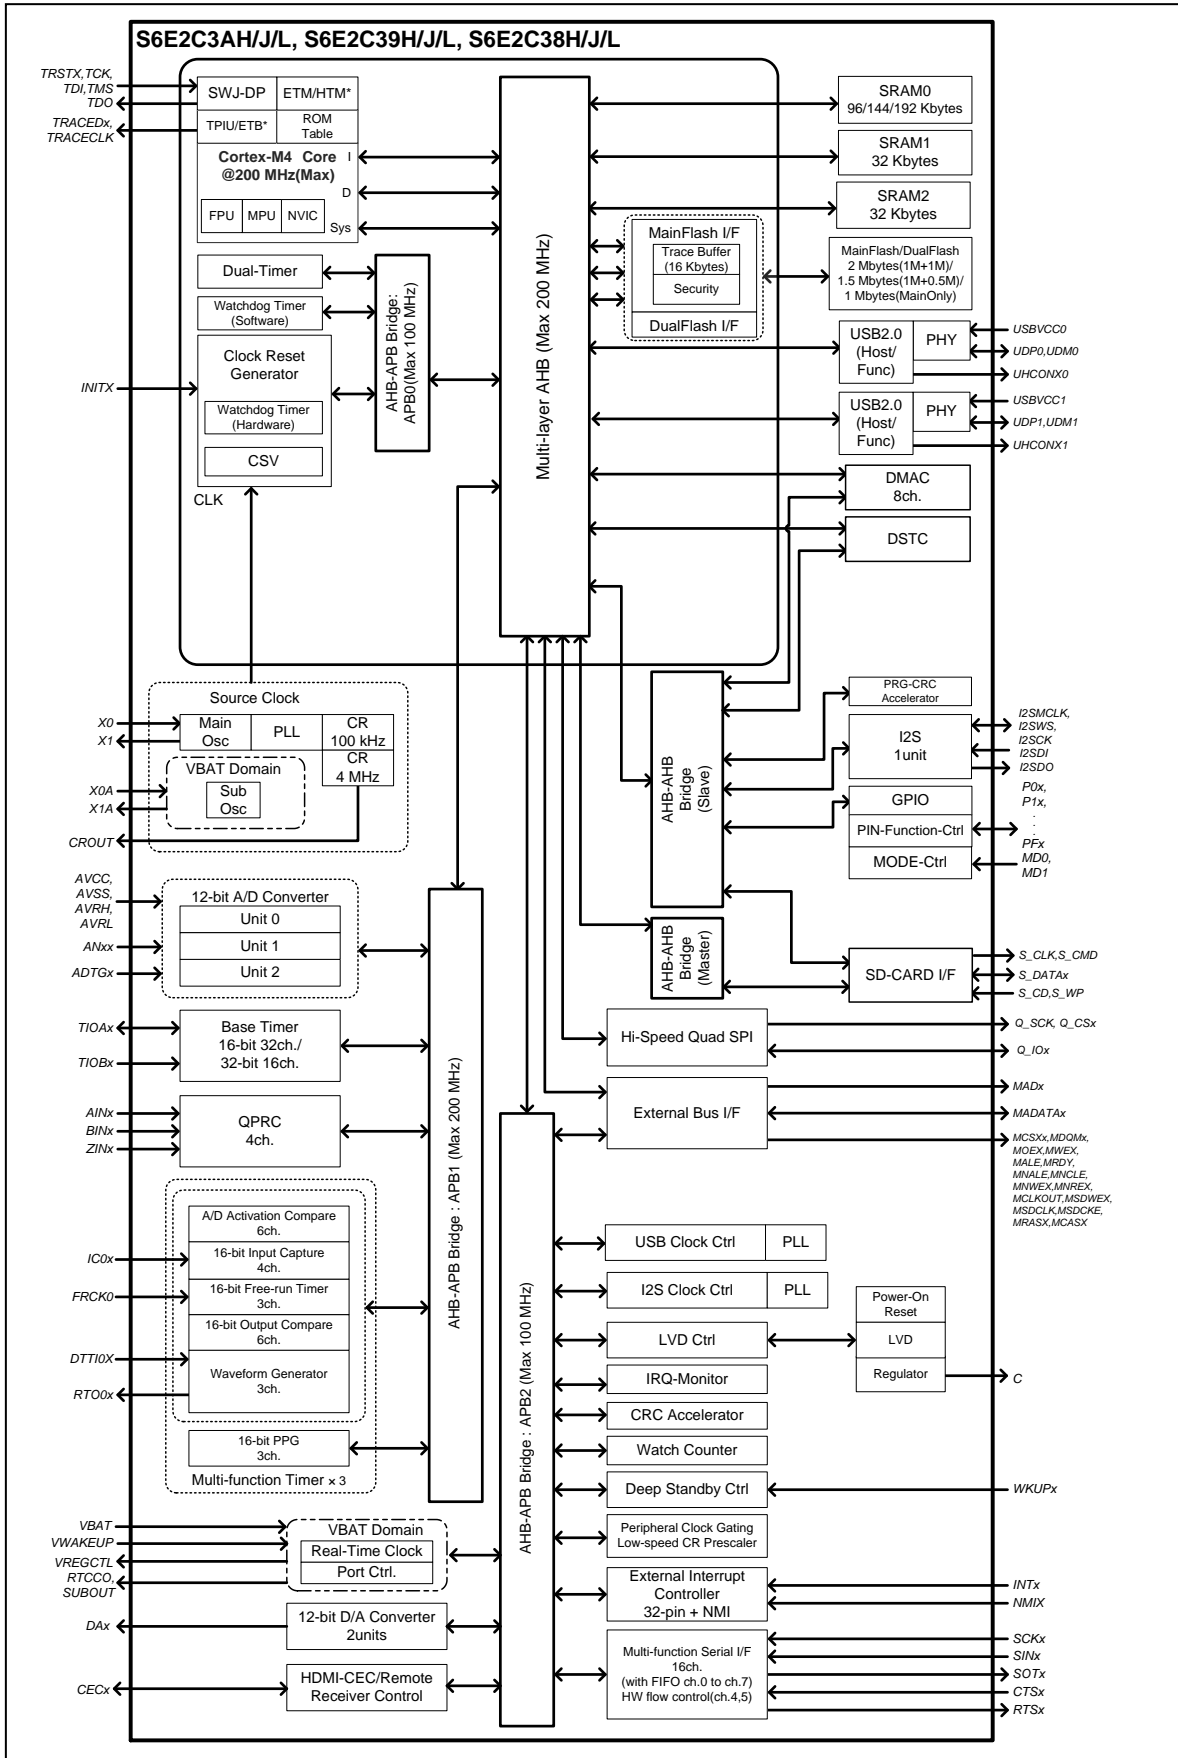 S6E2C3AH/J/L, S6E2C39H/J/L, S6E2C38H/J/L
TRSTX,TCK,
TDI,TMS
TDO
TRACEDx,
TRACECLK
SWJ-DP
ETM/HTM*
TPIU/ETB*
ROM
Table
Cortex-M4 Core
@200 MHz(Max)
I
D
Sys
FPU
MPU
NVIC
Dual-Timer
Watchdog Timer
(Software)
Clock Reset
Generator
Watchdog Timer
(Hardware)
CSV
CLK
INITX
AHB-APB Bridge:
APB0(Max 100 MHz)
Multi-layer AHB (Max 200 MHz)
MainFlash I/F
Trace Buffer
(16 Kbytes)
Security
DualFlash I/F
SRAM0
96/144/192 Kbytes
SRAM1
32 Kbytes
SRAM2
32 Kbytes
MainFlash/DualFlash
2 Mbytes(1M+1M)/
1.5 Mbytes(1M+0.5M)/
1 Mbytes(MainOnly)
USB2.0
(Host/
Func)
PHY
USBVCC0
UDP0,UDM0
UHCONX0
USB2.0
(Host/
Func)
PHY
USBVCC1
UDP1,UDM1
UHCONX1
DMAC
8ch.
DSTC
Source Clock
Main
Osc
PLL
CR
100 kHz
CR
4 MHz
VBAT Domain
Sub
Osc
X0
X1
X0A
X1A
CROUT
AHB-AHB
Bridge
(Slave)
PRG-CRC
Accelerator
I2S
1unit
I2SMCLK,
I2SWS,
I2SCK
I2SDI
I2SDO
GPIO
PIN-Function-Ctrl
MODE-Ctrl
P0x,
P1x,
.
.
.
PFx
MD0,
MD1
AHB-AHB
Bridge
(Master)
SD-CARD I/F
S_CLK,S_CMD
S_DATAx
S_CD,S_WP
AVCC,
AVSS,
AVRH,
AVRL
ANxx
ADTGx
12-bit A/D Converter
Unit 0
Unit 1
Unit 2
TIOAx
TIOBx
Base Timer
16-bit 32ch./
32-bit 16ch.
AINx
BINx
ZINx
QPRC
4ch.
AHB-APB Bridge : APB1 (Max 200 MHz)
A/D Activation Compare
6ch.
16-bit Input Capture
4ch.
16-bit Free-run Timer
3ch.
16-bit Output Compare
6ch.
Waveform Generator
3ch.
16-bit PPG
3ch.
Multi-function Timer × 3
IC0x
FRCK0
DTTI0X
RTO0x
Hi-Speed Quad SPI
Q_SCK, Q_CSx
Q_IOx
External Bus I/F
MADx
MADATAx
MCSXx,MDQMx,
MOEX,MWEX,
MALE,MRDY,
MNALE,MNCLE,
MNWEX,MNREX,
MCLKOUT,MSDWEX,
MSDCLK,MSDCKE,
MRASX,MCASX
AHB-APB Bridge : APB2 (Max 100 MHz)
USB Clock Ctrl
PLL
I2S Clock Ctrl
PLL
LVD Ctrl
Power-On
Reset
LVD
Regulator
C
IRQ-Monitor
CRC Accelerator
Watch Counter
Deep Standby Ctrl
WKUPx
Peripheral Clock Gating
Low-speed CR Prescaler
External Interrupt
Controller
32-pin + NMI
INTx
NMIX
Multi-function Serial I/F
16ch.
(with FIFO ch.0 to ch.7)
HW flow control(ch.4,5)
SCKx
SINx
SOTx
CTSx
RTSx
VBAT
VWAKEUP
VREGCTL
RTCCO,
SUBOUT
VBAT Domain
Real-Time Clock
Port Ctrl.
DAx
12-bit D/A Converter
2units
CECx
HDMI-CEC/Remote
Receiver Control